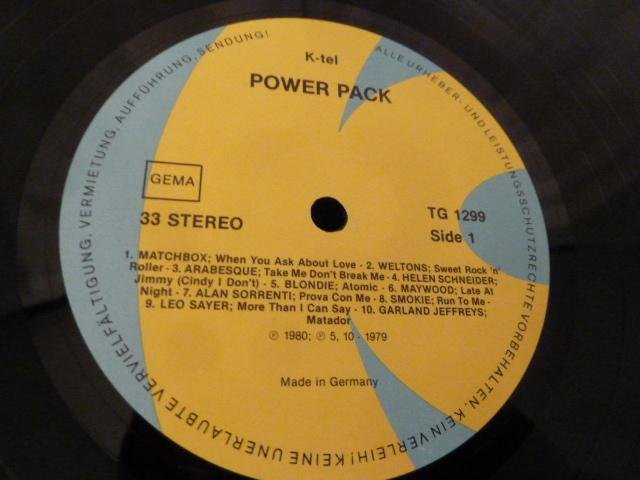 K-tel
POWER PACK
GEMA
33 STEREO
TG 1299
Side 1
1. MATCHBOX; When You Ask About Love - 2. WELTONS; Sweet Rock 'n'
Roller - 3. ARABESQUE; Take Me Don't Break Me - 4. HELEN SCHNEIDER;
Jimmy (Cindy I Don't) - 5. BLONDIE; Atomic - 6. MAYWOOD; Late At
Night - 7. ALAN SORRENTI; Prova Con Me - 8. SMOKIE; Run To Me -
9. LEO SAYER; More Than I Can Say - 10. GARLAND JEFFREYS;
Matador
℗ 1980; ℗ 5, 10 - 1979
Made in Germany
ALLE URHEBER- UND LEISTUNGSSCHUTZRECHTE VORBEHALTEN. KEIN VERLEIH! KEINE UNERLAUBTE VERVIELFÄLTIGUNG, VERMIETUNG, AUFFÜHRUNG, SENDUNG!